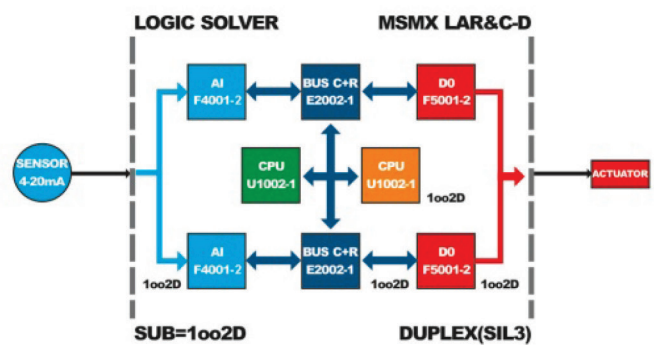 LOGIC SOLVER
MSMX LAR&C-D
AI
F4001-2
BUS C+R
E2002-1
D0
F5001-2
SENSOR
4-20mA
CPU
U1002-1
CPU
U1002-1
1oo2D
ACTUATOR
AI
F4001-2
BUS C+R
E2002-1
D0
F5001-2
1oo2D
1oo2D
1oo2D
SUB=1oo2D
DUPLEX(SIL3)